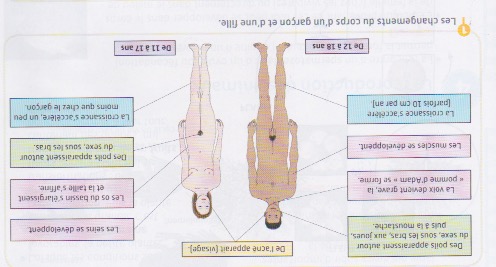 De l'acné apparaît [visage].
Des poils apparaissent autour
du sexe, sous les bras, aux joues,
puis à la moustache.
La voix devient grave, la
« pomme d'Adam » se forme.
Les muscles se développent.
La croissance s'accélère
[parfois 10 cm par an]
Les seins se développent.
Les os du bassin s'élargissent
et la taille s'affine.
Des poils apparaissent autour
du sexe, sous les bras.
La croissance s'accélère, un peu
moins que chez le garçon.
De 12 à 18 ans
De 11 à 17 ans
1 Les changements du corps d'un garçon et d'une fille.